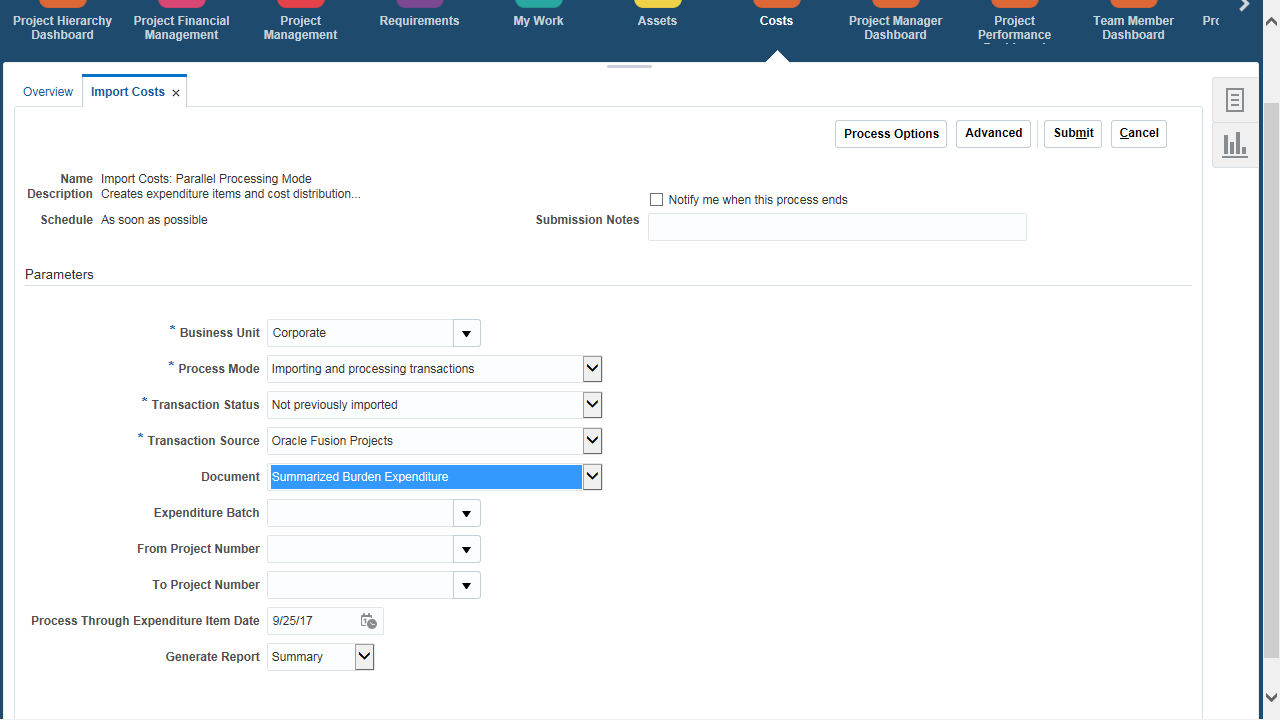 Project Hierarchy Dashboard
Project Financial Management
Project Management
Requirements
My Work
Assets
Costs
Project Manager Dashboard
Project Performance
Team Member Dashboard
Overview
Import Costs ×
Process Options Advanced Submit Cancel
Name Import Costs: Parallel Processing Mode
Description Creates expenditure items and cost distribution...
Notify me when this process ends
Schedule As soon as possible
Submission Notes
Parameters
* Business Unit Corporate
* Process Mode Importing and processing transactions
* Transaction Status Not previously imported
* Transaction Source Oracle Fusion Projects
Document Summarized Burden Expenditure
Expenditure Batch
From Project Number
To Project Number
Process Through Expenditure Item Date 9/25/17
Generate Report Summary